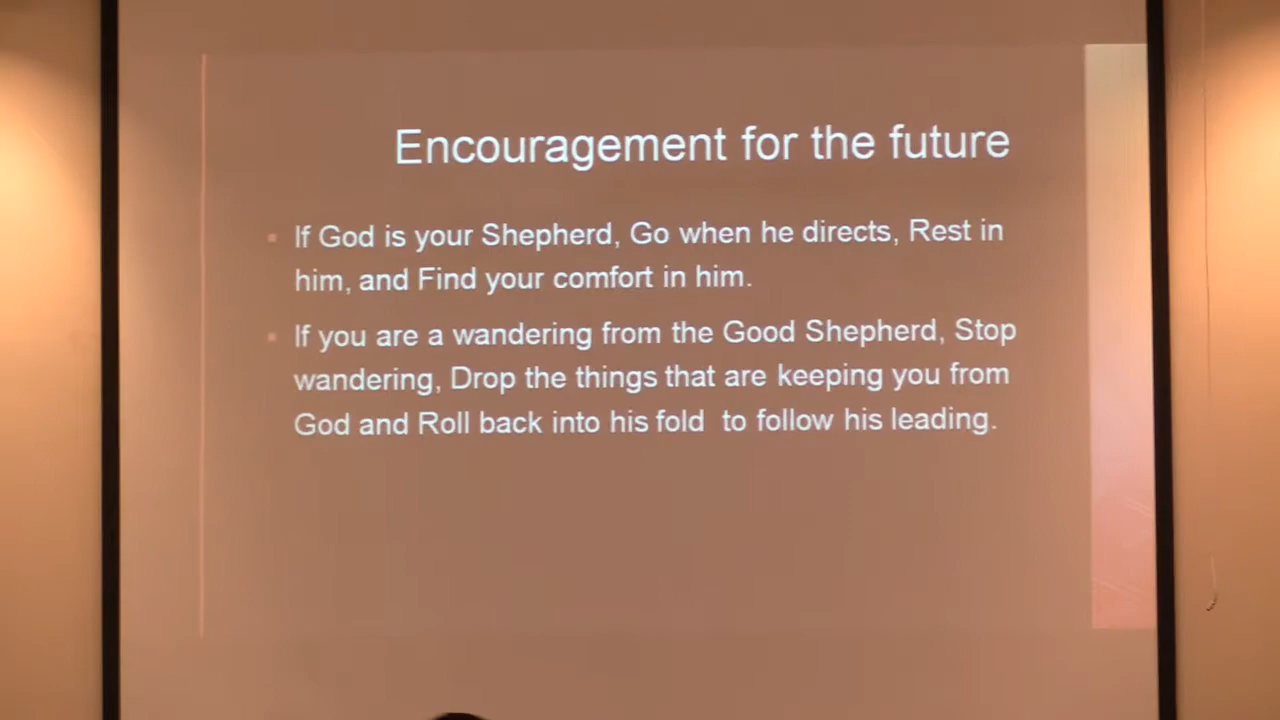 Encouragement for the future
If God is your Shepherd, Go when he directs, Rest in
him, and Find your comfort in him.
If you are a wandering from the Good Shepherd, Stop
wandering, Drop the things that are keeping you from
God and Roll back into his fold to follow his leading.